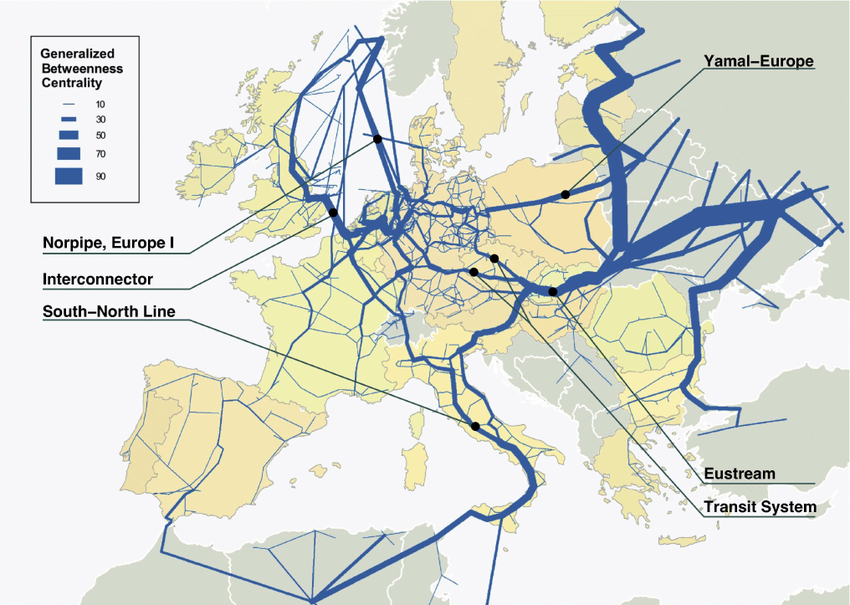 Generalized
Betweenness
Centrality
10
30
50
70
90
Yamal–Europe
Norpipe, Europe I
Interconnector
South–North Line
Eustream
Transit System